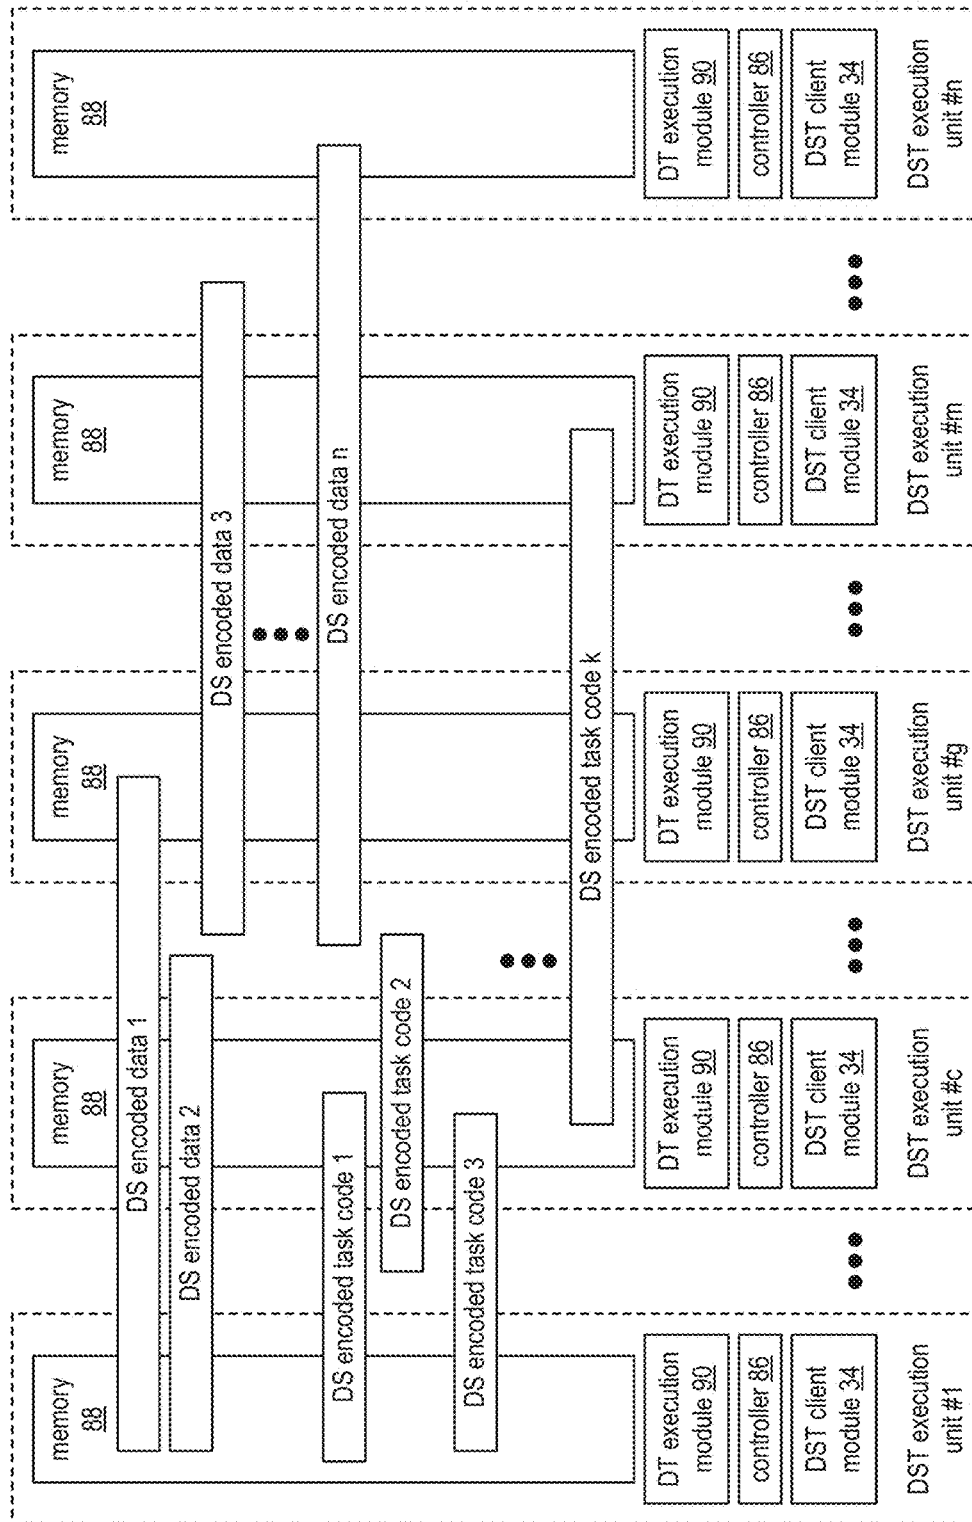 memory
88
memory
88
memory
88
memory
88
memory
88
DS encoded data 1
DS encoded data 2
DS encoded data 3
DS encoded data n
DS encoded task code 1
DS encoded task code 2
DS encoded task code 3
DS encoded task code k
DT execution
module 90
controller 86
DST client
module 34
DST execution
unit #1
DT execution
module 90
controller 86
DST client
module 34
DST execution
unit #c
DT execution
module 90
controller 86
DST client
module 34
DST execution
unit #g
DT execution
module 90
controller 86
DST client
module 34
DST execution
unit #m
DT execution
module 90
controller 86
DST client
module 34
DST execution
unit #n